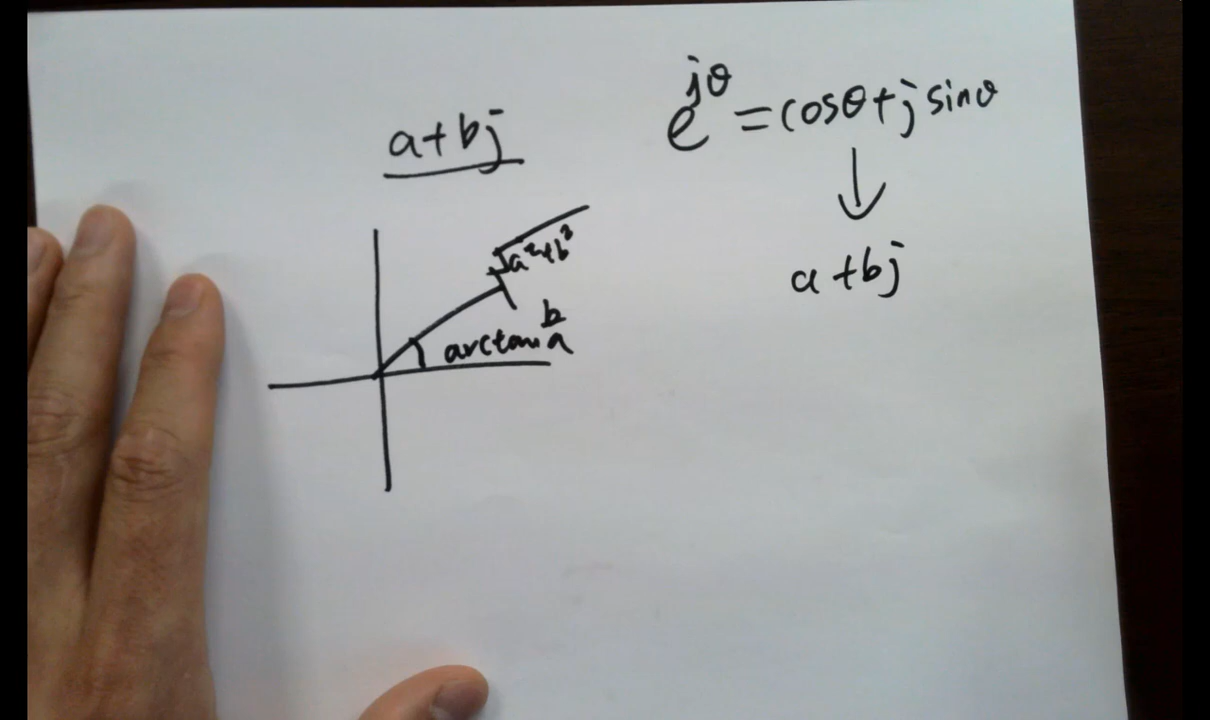 a+bj
√a²+b²
arctan b/a
e^jθ = cosθ + j sinθ
↓
a+bj